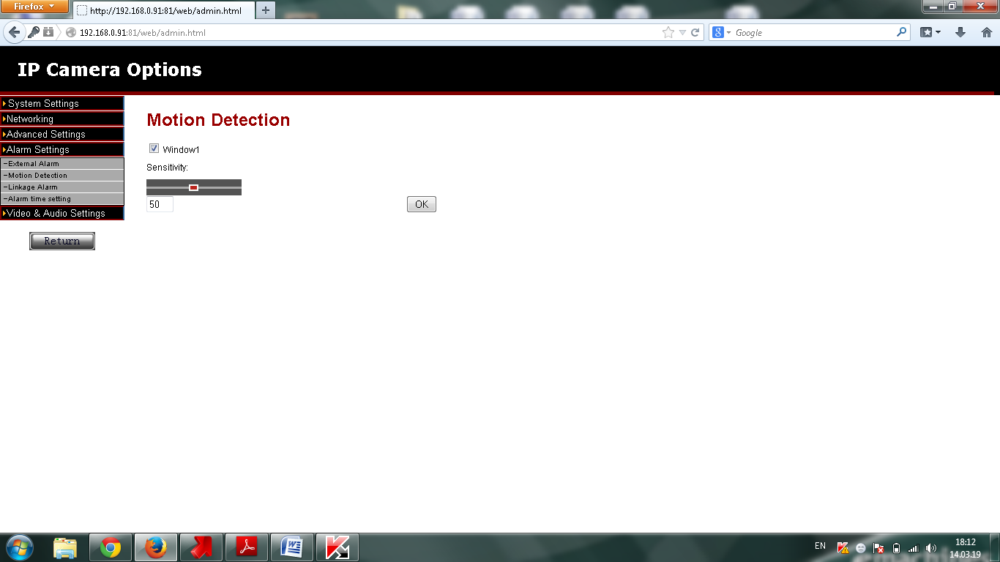 Firefox
http://192.168.0.91:81/web/admin.html
192.168.0.91:81/web/admin.html
Google
IP Camera Options
System Settings
Networking
Advanced Settings
Alarm Settings
–External Alarm
–Motion Detection
–Linkage Alarm
–Alarm time setting
Video & Audio Settings
Return
Motion Detection
Window1
Sensitivity:
50
OK
EN
18:12
14.03.19